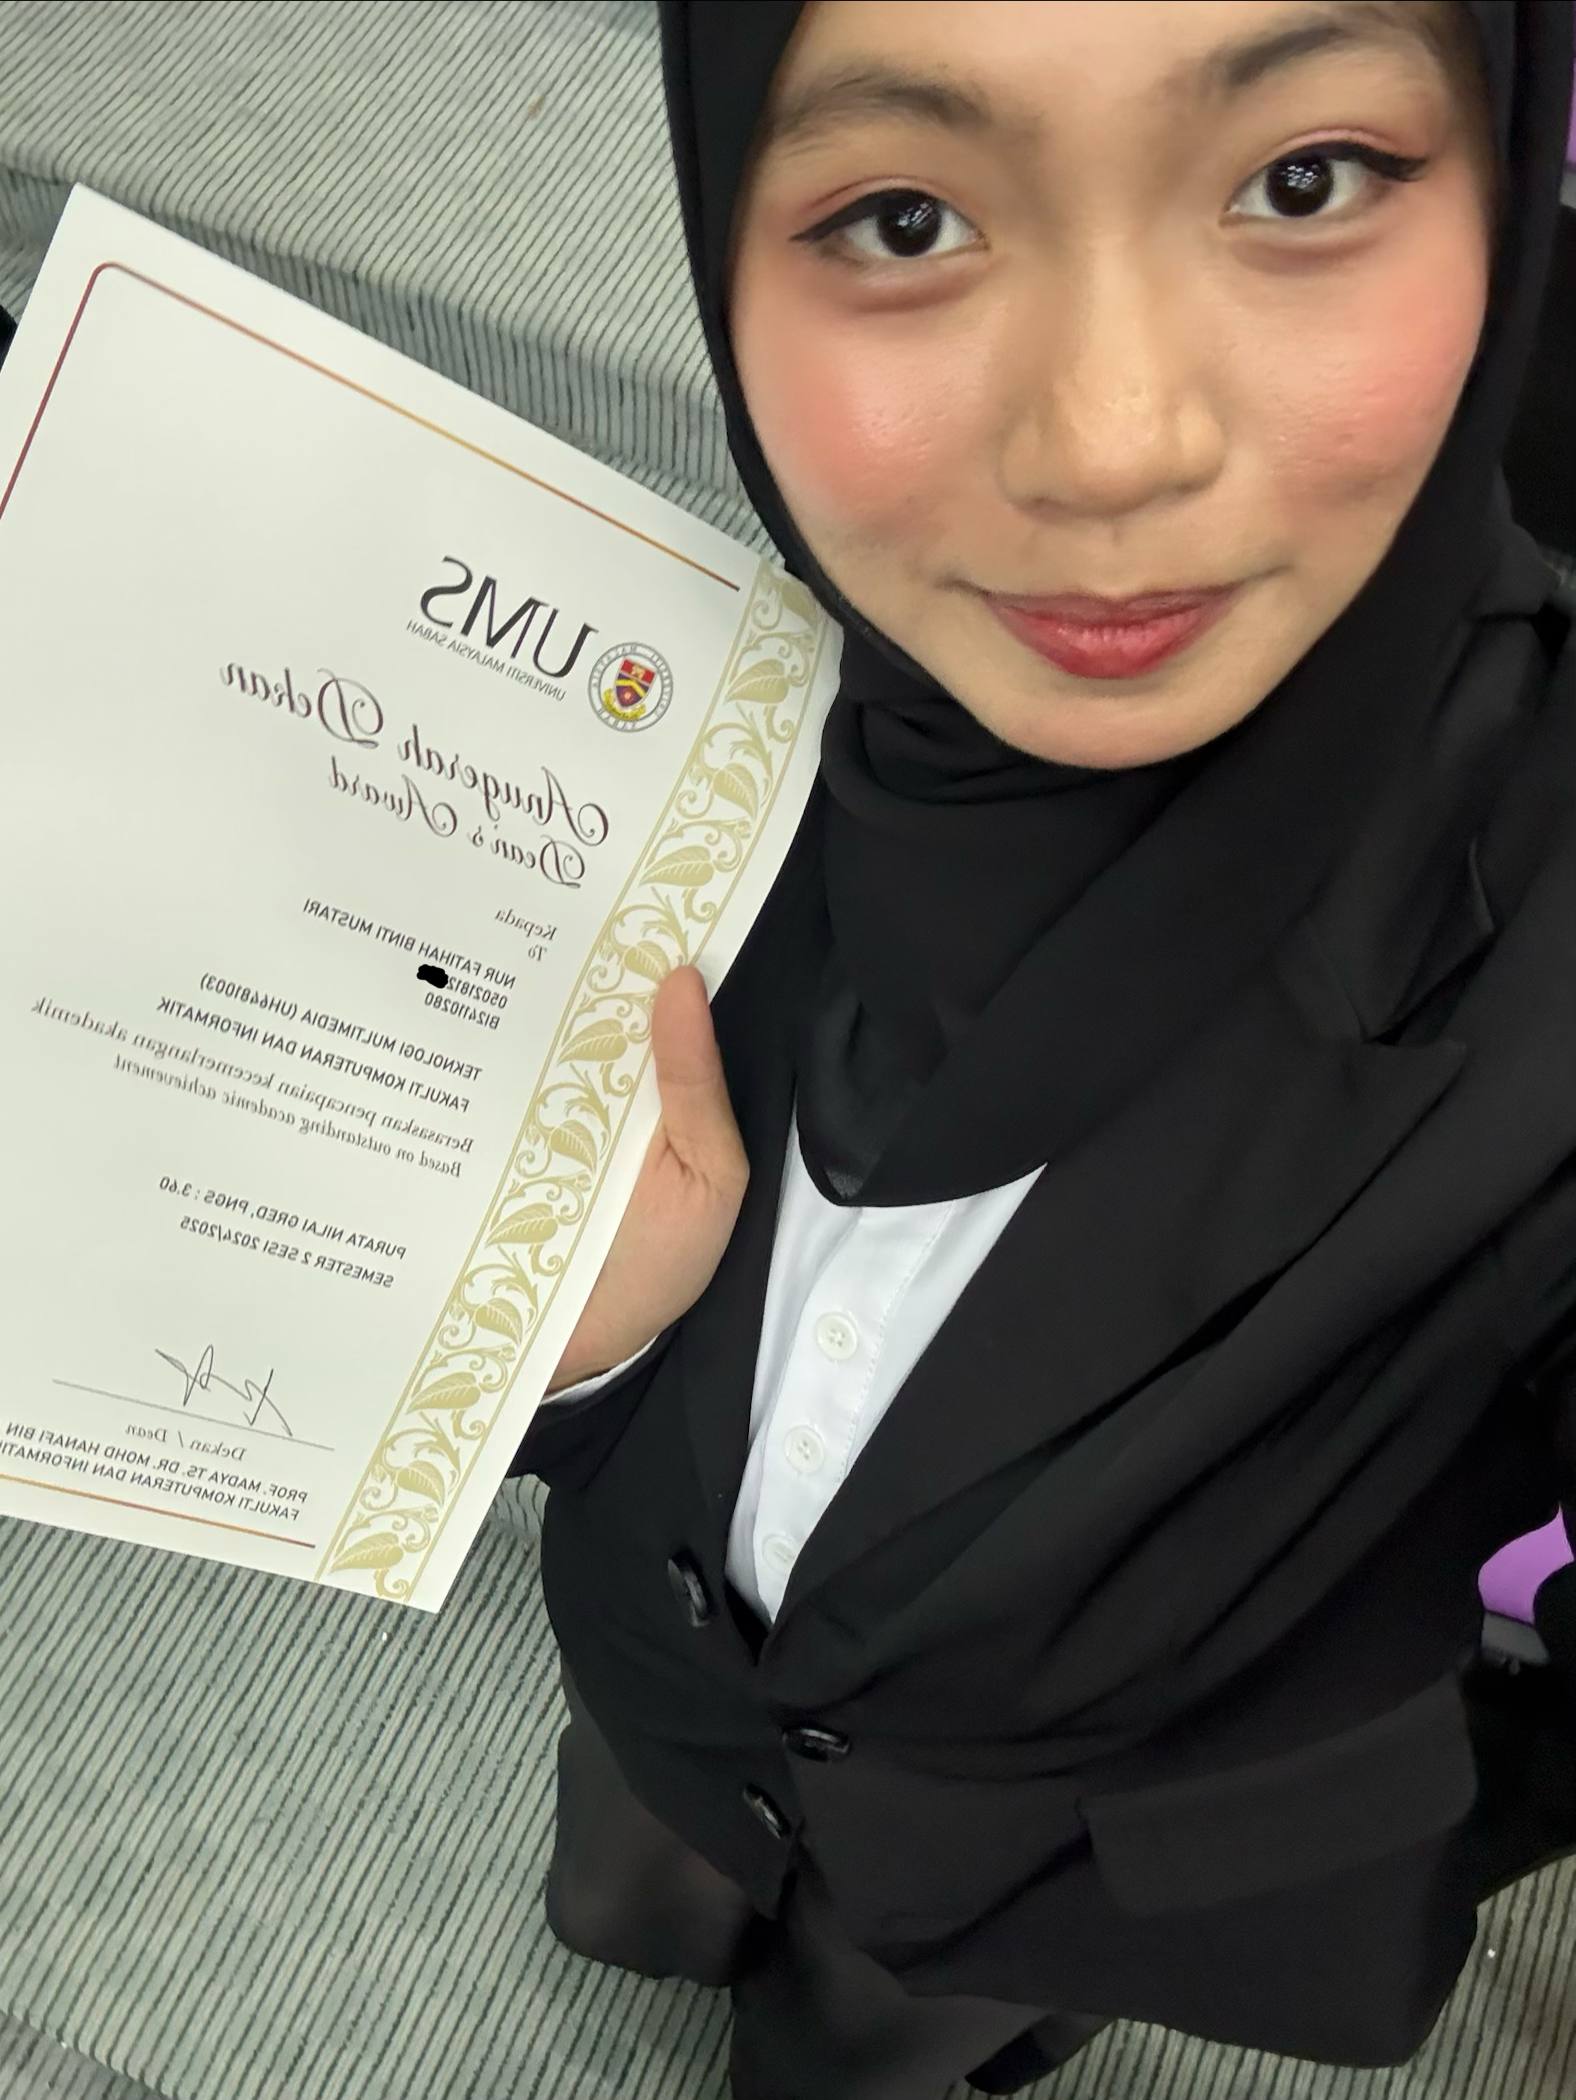 UMS
UNIVERSITI MALAYSIA SABAH
Anugerah Dekan
Dean's Award
Kepada
To
NUR FATIHAH BINTI MUSTARI
05021812
BI24110280
TEKNOLOGI MULTIMEDIA (UH6481003)
FAKULTI KOMPUTERAN DAN INFORMATIK
Berasaskan pencapaian kecemerlangan akademik
Based on outstanding academic achievement
PURATA NILAI GRED, PNGS : 3.60
SEMESTER 2 SESI 2024/2025
Dekan / Dean
PROF. MADYA TS. DR. MOHD HANAFI BIN
FAKULTI KOMPUTERAN DAN INFORMATI